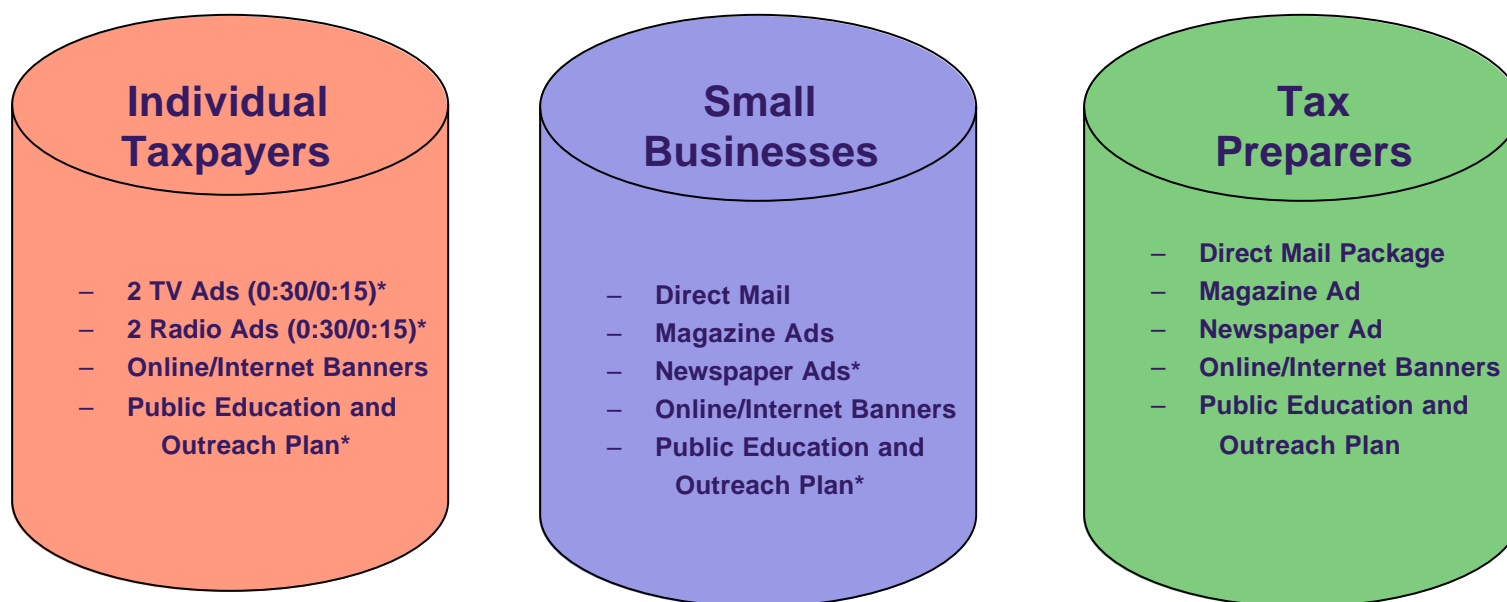 Individual
Taxpayers
– 2 TV Ads (0:30/0:15)*
– 2 Radio Ads (0:30/0:15)*
– Online/Internet Banners
– Public Education and
Outreach Plan*
Small
Businesses
– Direct Mail
– Magazine Ads
– Newspaper Ads*
– Online/Internet Banners
– Public Education and
Outreach Plan*
Tax
Preparers
– Direct Mail Package
– Magazine Ad
– Newspaper Ad
– Online/Internet Banners
– Public Education and
Outreach Plan